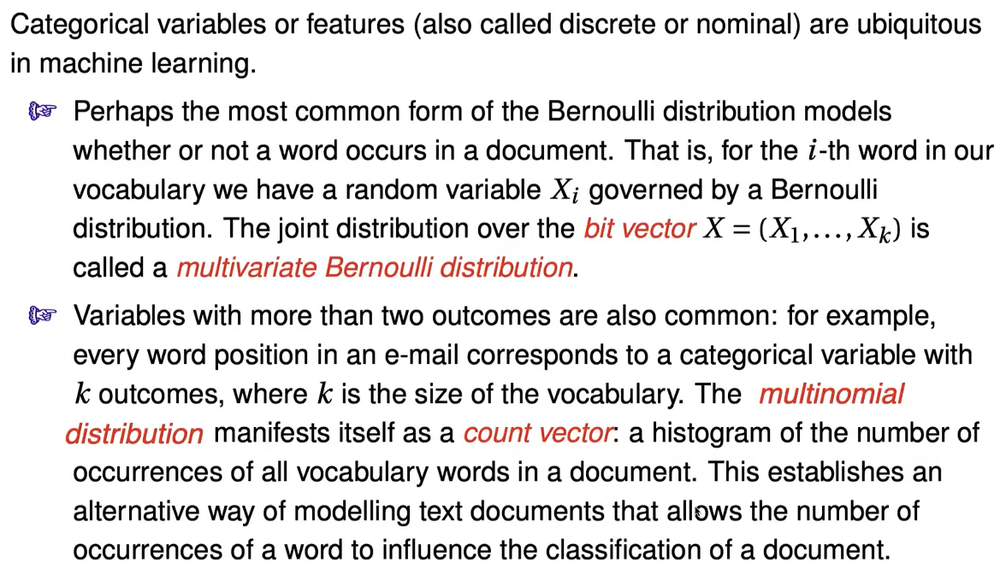 Categorical variables or features (also called discrete or nominal) are ubiquitous
in machine learning.
Perhaps the most common form of the Bernoulli distribution models
whether or not a word occurs in a document. That is, for the i-th word in our
vocabulary we have a random variable Xᵢ governed by a Bernoulli
distribution. The joint distribution over the bit vector X = (X₁,..., Xₖ) is
called a multivariate Bernoulli distribution.
Variables with more than two outcomes are also common: for example,
every word position in an e-mail corresponds to a categorical variable with
k outcomes, where k is the size of the vocabulary. The multinomial
distribution manifests itself as a count vector: a histogram of the number of
occurrences of all vocabulary words in a document. This establishes an
alternative way of modelling text documents that allows the number of
occurrences of a word to influence the classification of a document.